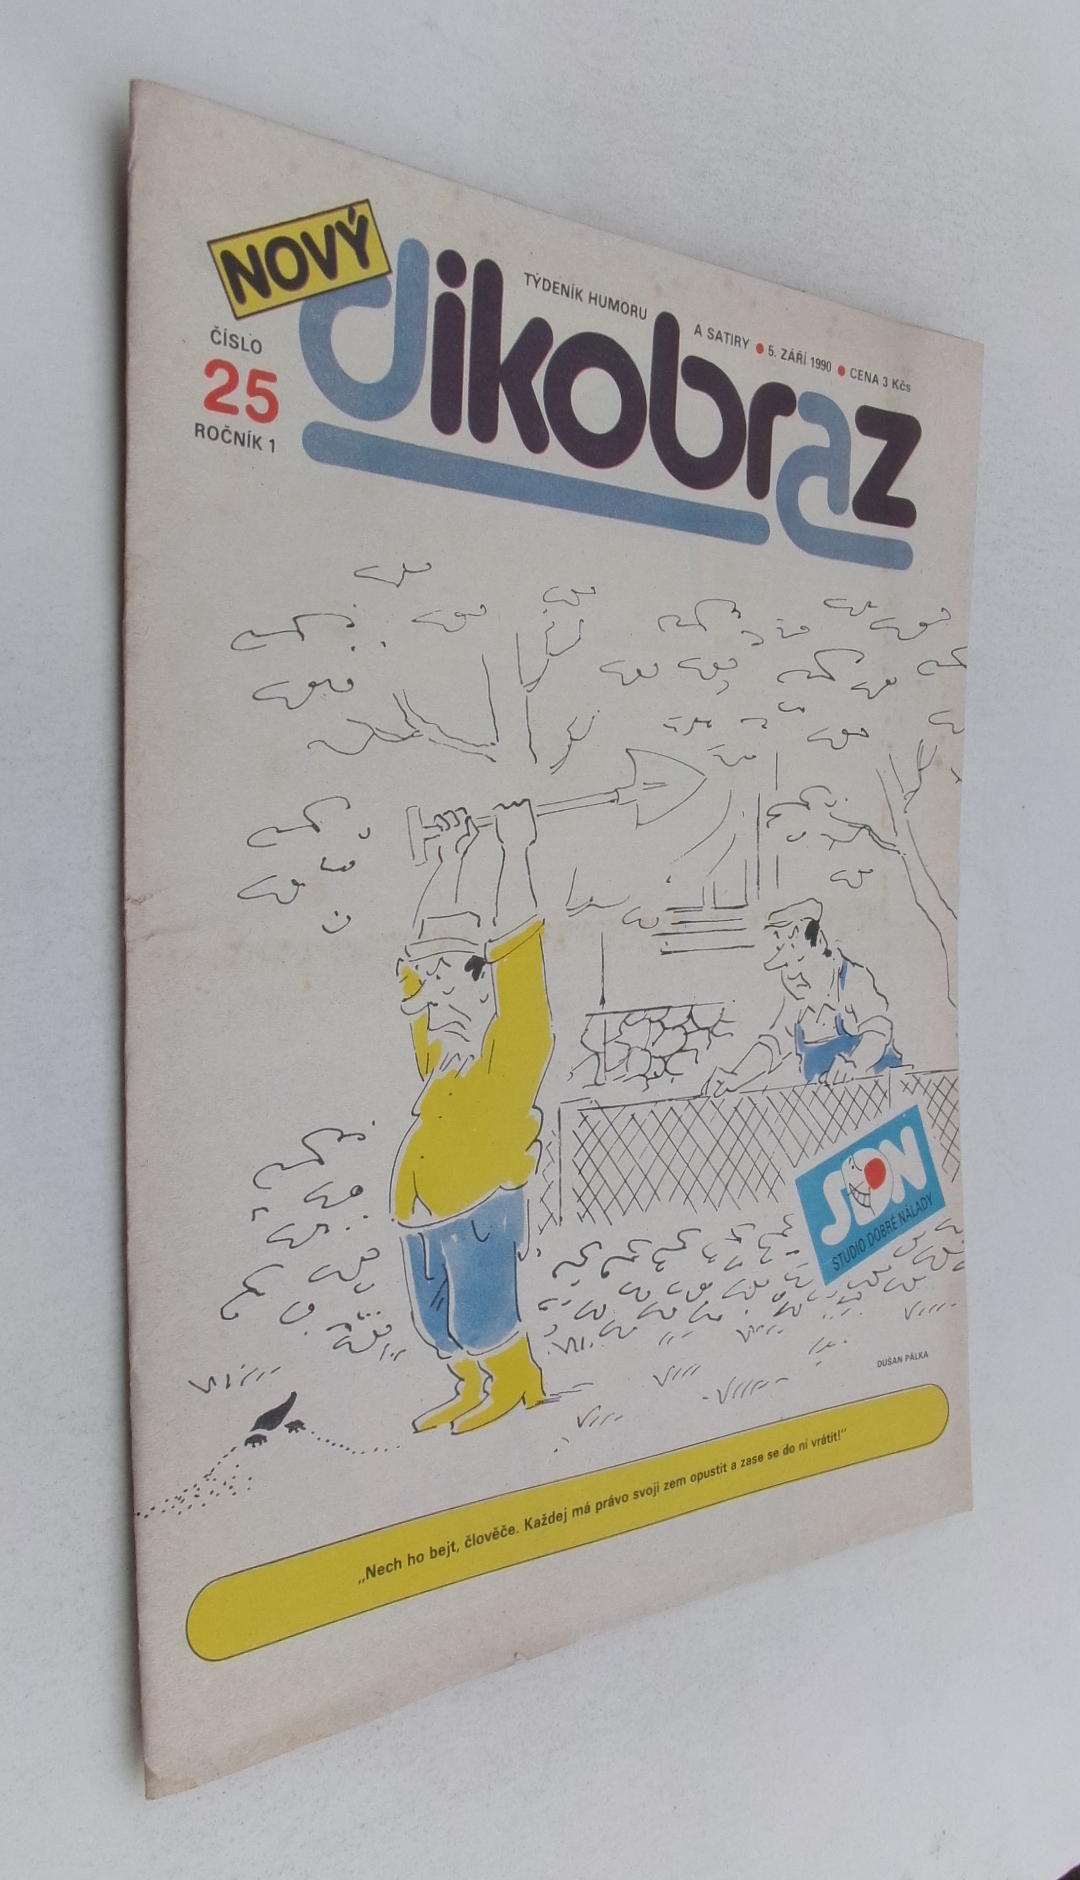 NOVÝ
dikobraz
TÝDENÍK HUMORU A SATIRY ● 5. ZÁŘÍ 1990 ● CENA 3 Kčs
ČÍSLO
25
ROČNÍK 1
SDN
STUDIO DOBRÉ NÁLADY
DUŠAN PÁLKA
„Nech ho bejt, člověče. Každej má právo svoji zem opustit a zase se do ní vrátit!"